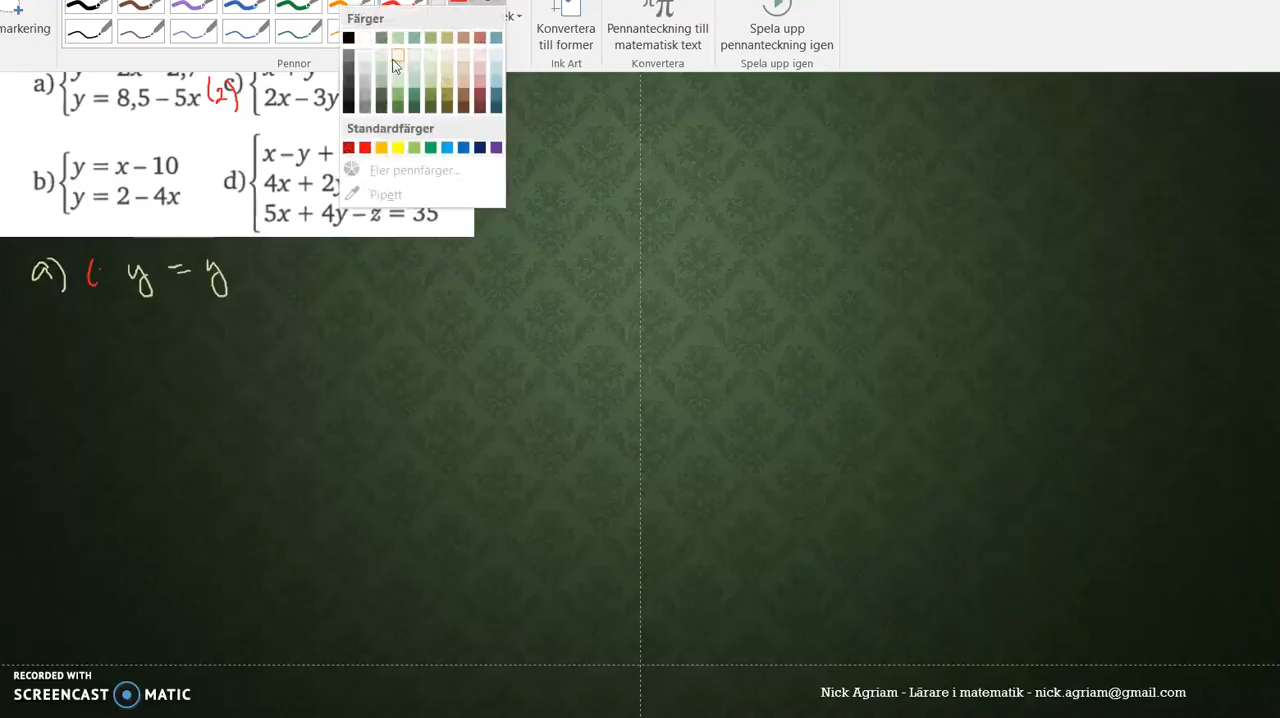 markering
Färger
Konvertera
till former
Ink Art
Pennanteckning till
matematisk text
Konvertera
Spela upp
pennanteckning igen
Spela upp igen
Pennor
Standardfärger
Fler pennfärger...
Pipett
a)
y = 8,5 – 5x (2)
2x – 3y
b) y = x – 10
y = 2 – 4x
d) x – y +
4x + 2y
5x + 4y – z = 35
a) ( y = y
RECORDED WITH
SCREENCAST MATIC
Nick Agriam - Lärare i matematik - nick.agriam@gmail.com